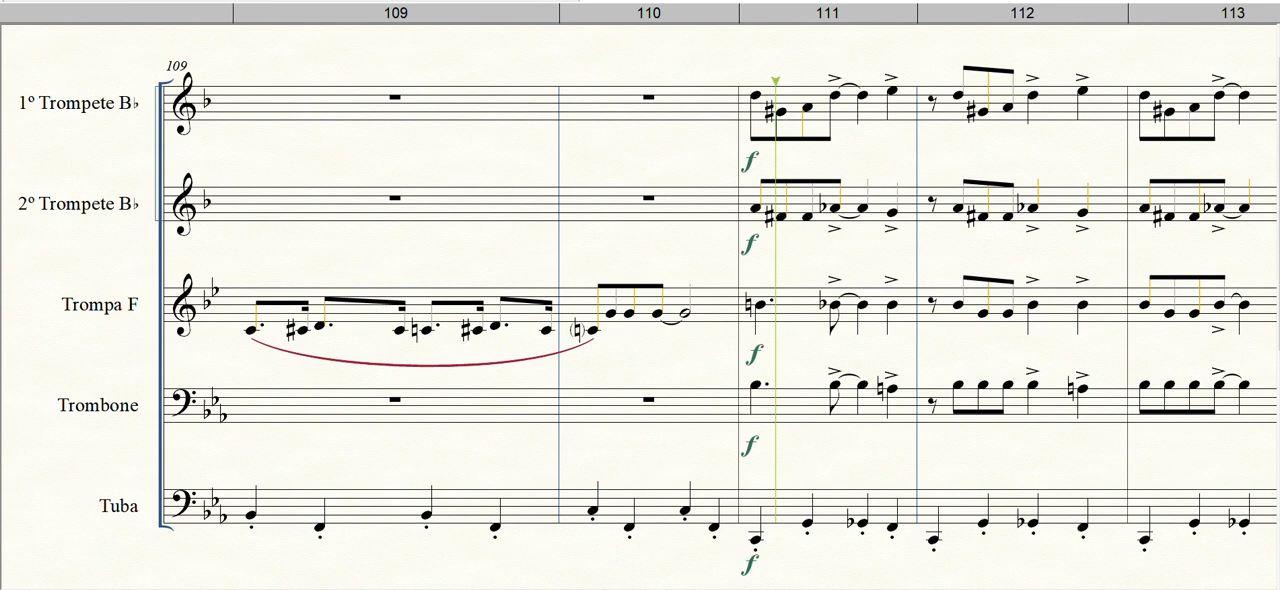 109 110 111 112 113
109
1º Trompete B♭
f
2º Trompete B♭
f
Trompa F
f
Trombone
f
Tuba
f